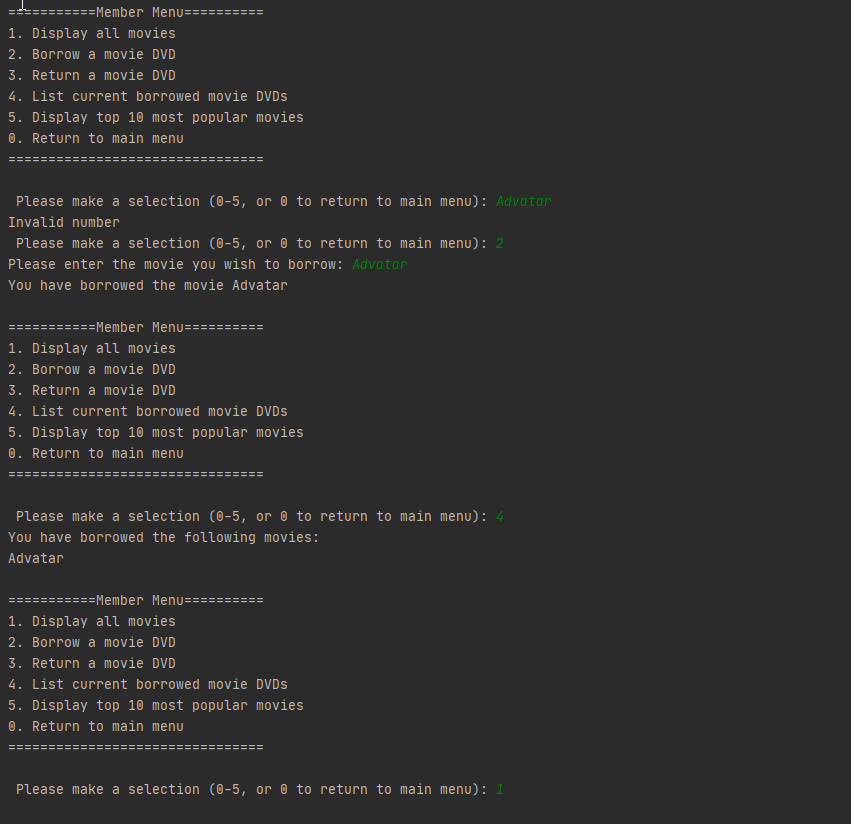 ===========Member Menu==========
1. Display all movies
2. Borrow a movie DVD
3. Return a movie DVD
4. List current borrowed movie DVDs
5. Display top 10 most popular movies
0. Return to main menu
================================
Please make a selection (0-5, or 0 to return to main menu): Advatar
Invalid number
Please make a selection (0-5, or 0 to return to main menu): 2
Please enter the movie you wish to borrow: Advatar
You have borrowed the movie Advatar
===========Member Menu==========
1. Display all movies
2. Borrow a movie DVD
3. Return a movie DVD
4. List current borrowed movie DVDs
5. Display top 10 most popular movies
0. Return to main menu
================================
Please make a selection (0-5, or 0 to return to main menu): 4
You have borrowed the following movies:
Advatar
===========Member Menu==========
1. Display all movies
2. Borrow a movie DVD
3. Return a movie DVD
4. List current borrowed movie DVDs
5. Display top 10 most popular movies
0. Return to main menu
================================
Please make a selection (0-5, or 0 to return to main menu): 1